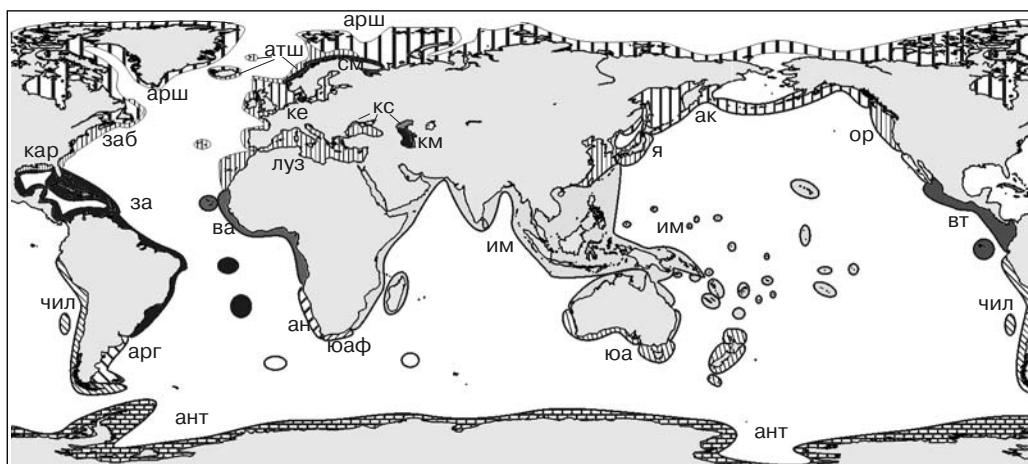 арш
атш
см
арш
ке
кс
ак
заб
км
ор
кар
луз
я
за
ва
им
им
вт
чил
ан
чил
арг
юаф
юа
ант
ант